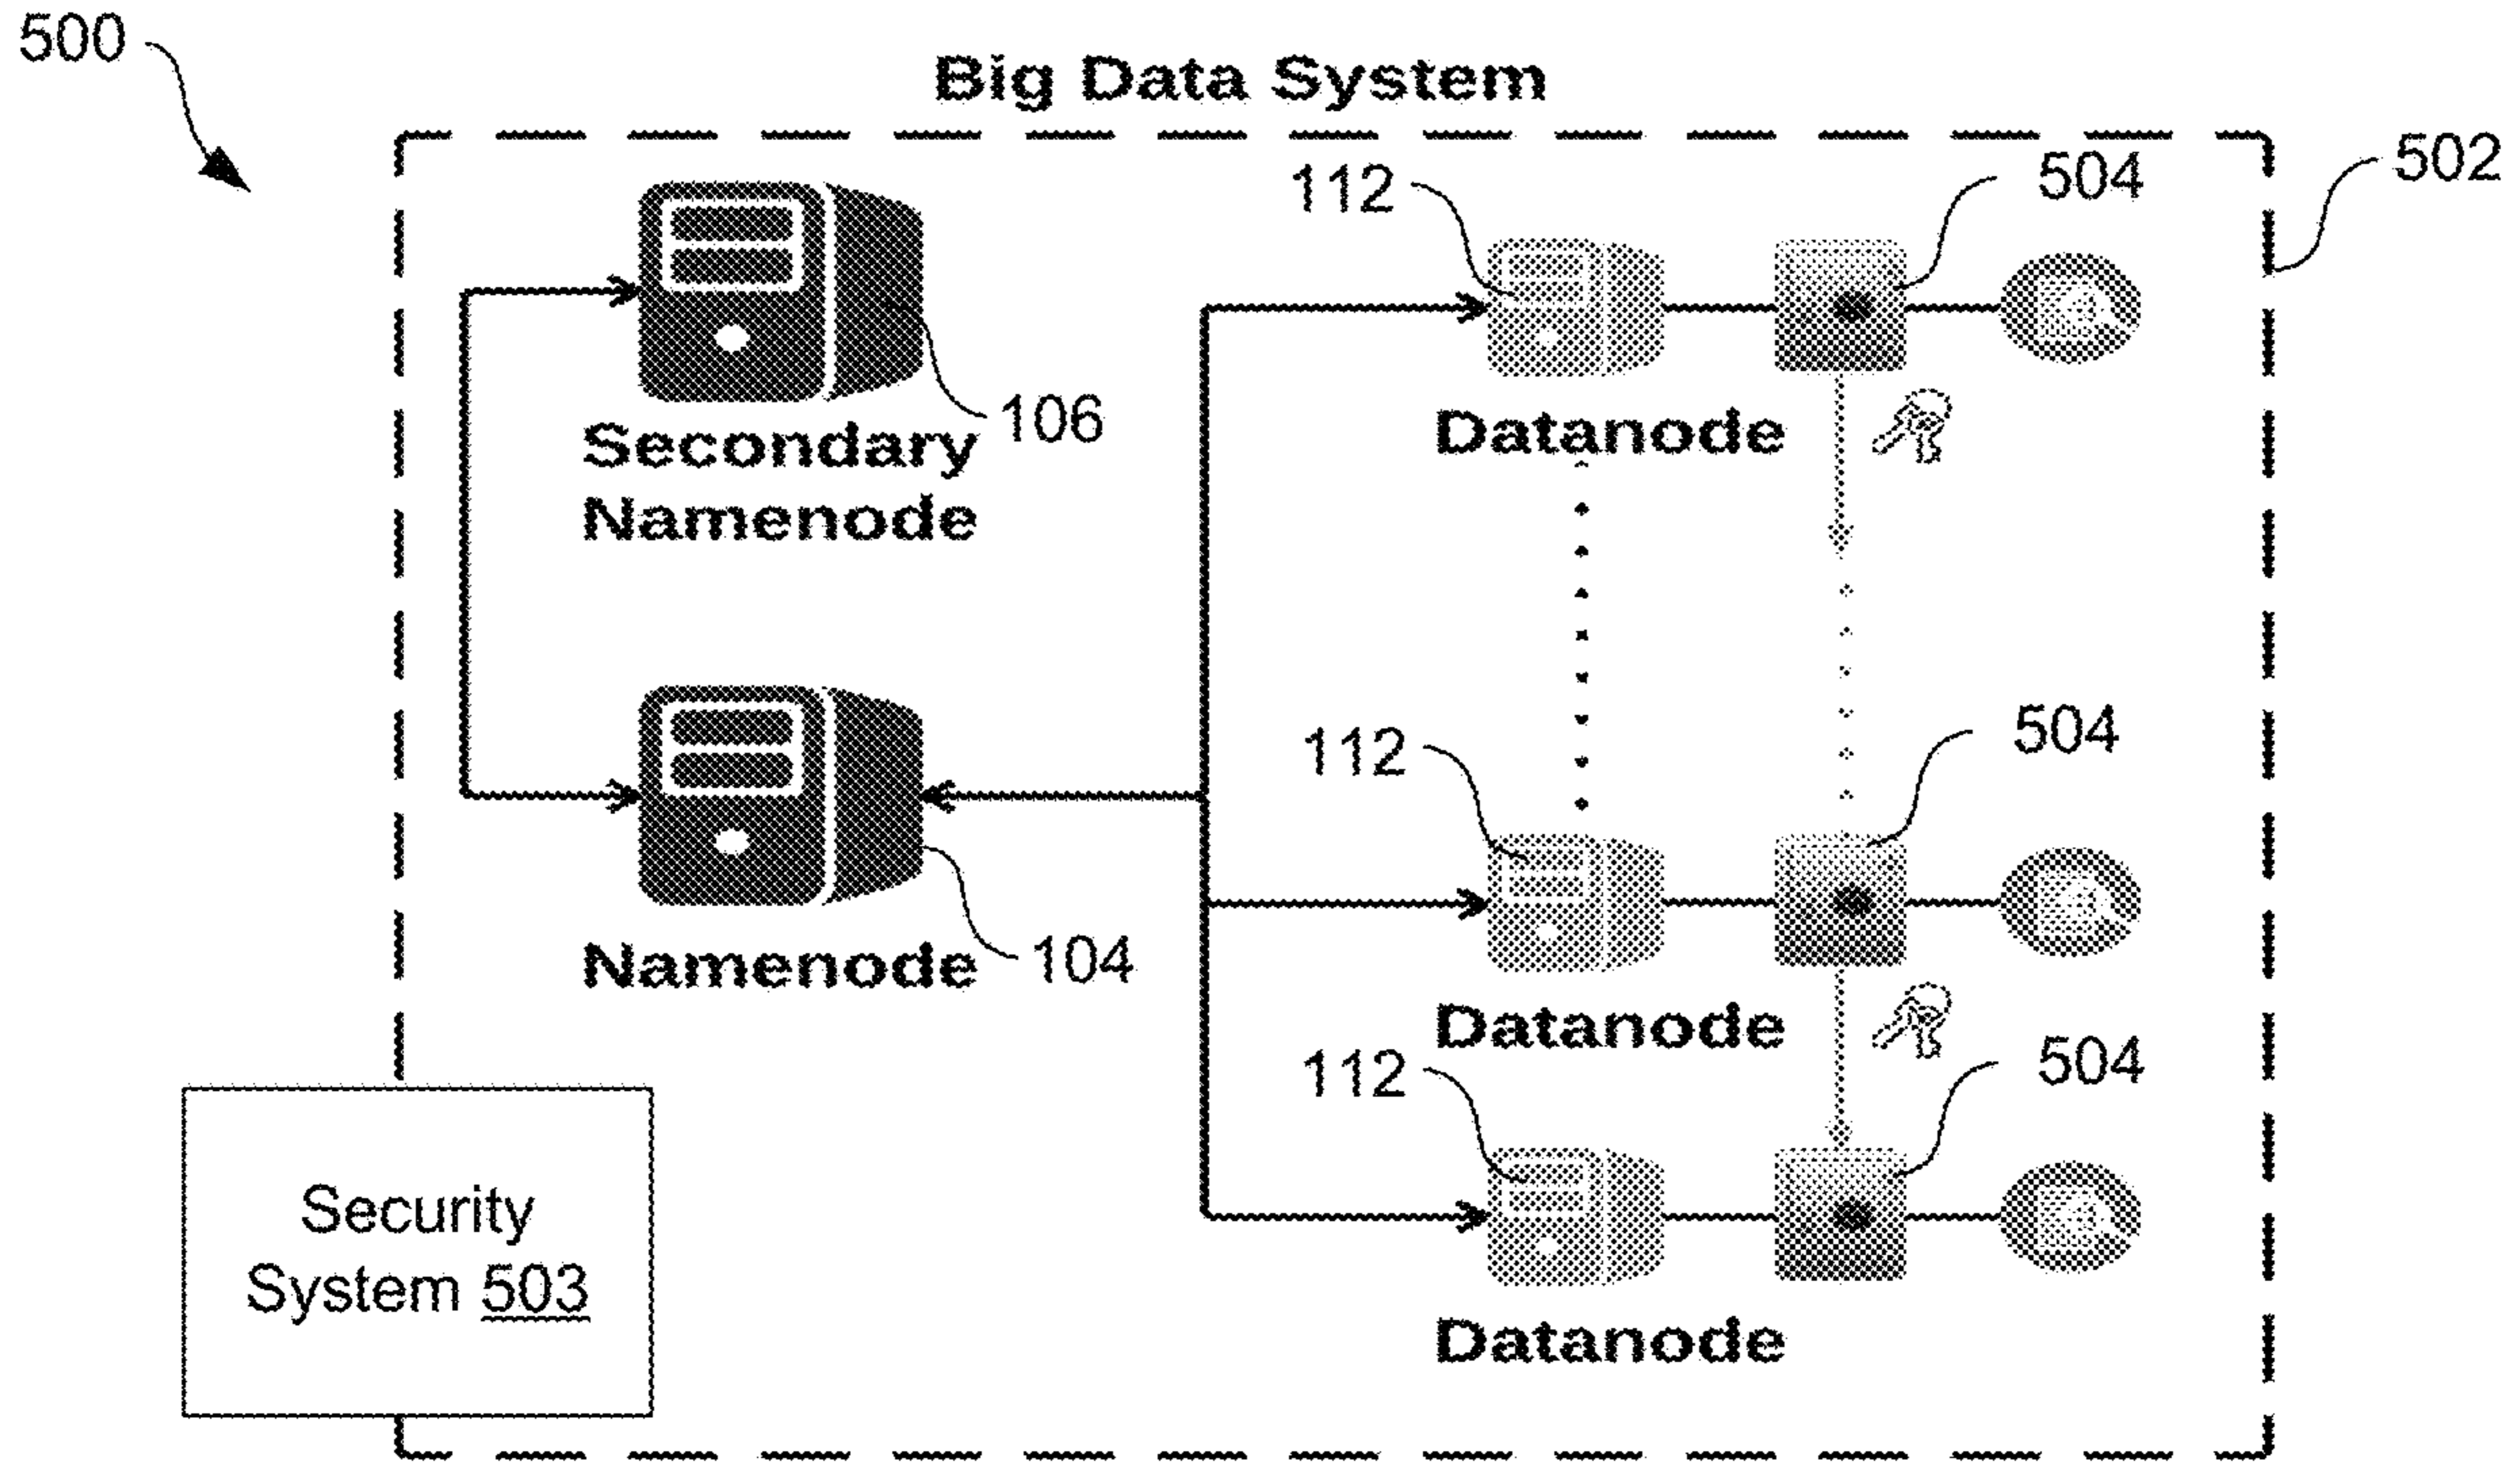 500
Big Data System
502
112
504
106
Secondary
Namenode
Datanode
112
504
104
Namenode
Datanode
112
504
Security
System 503
Datanode